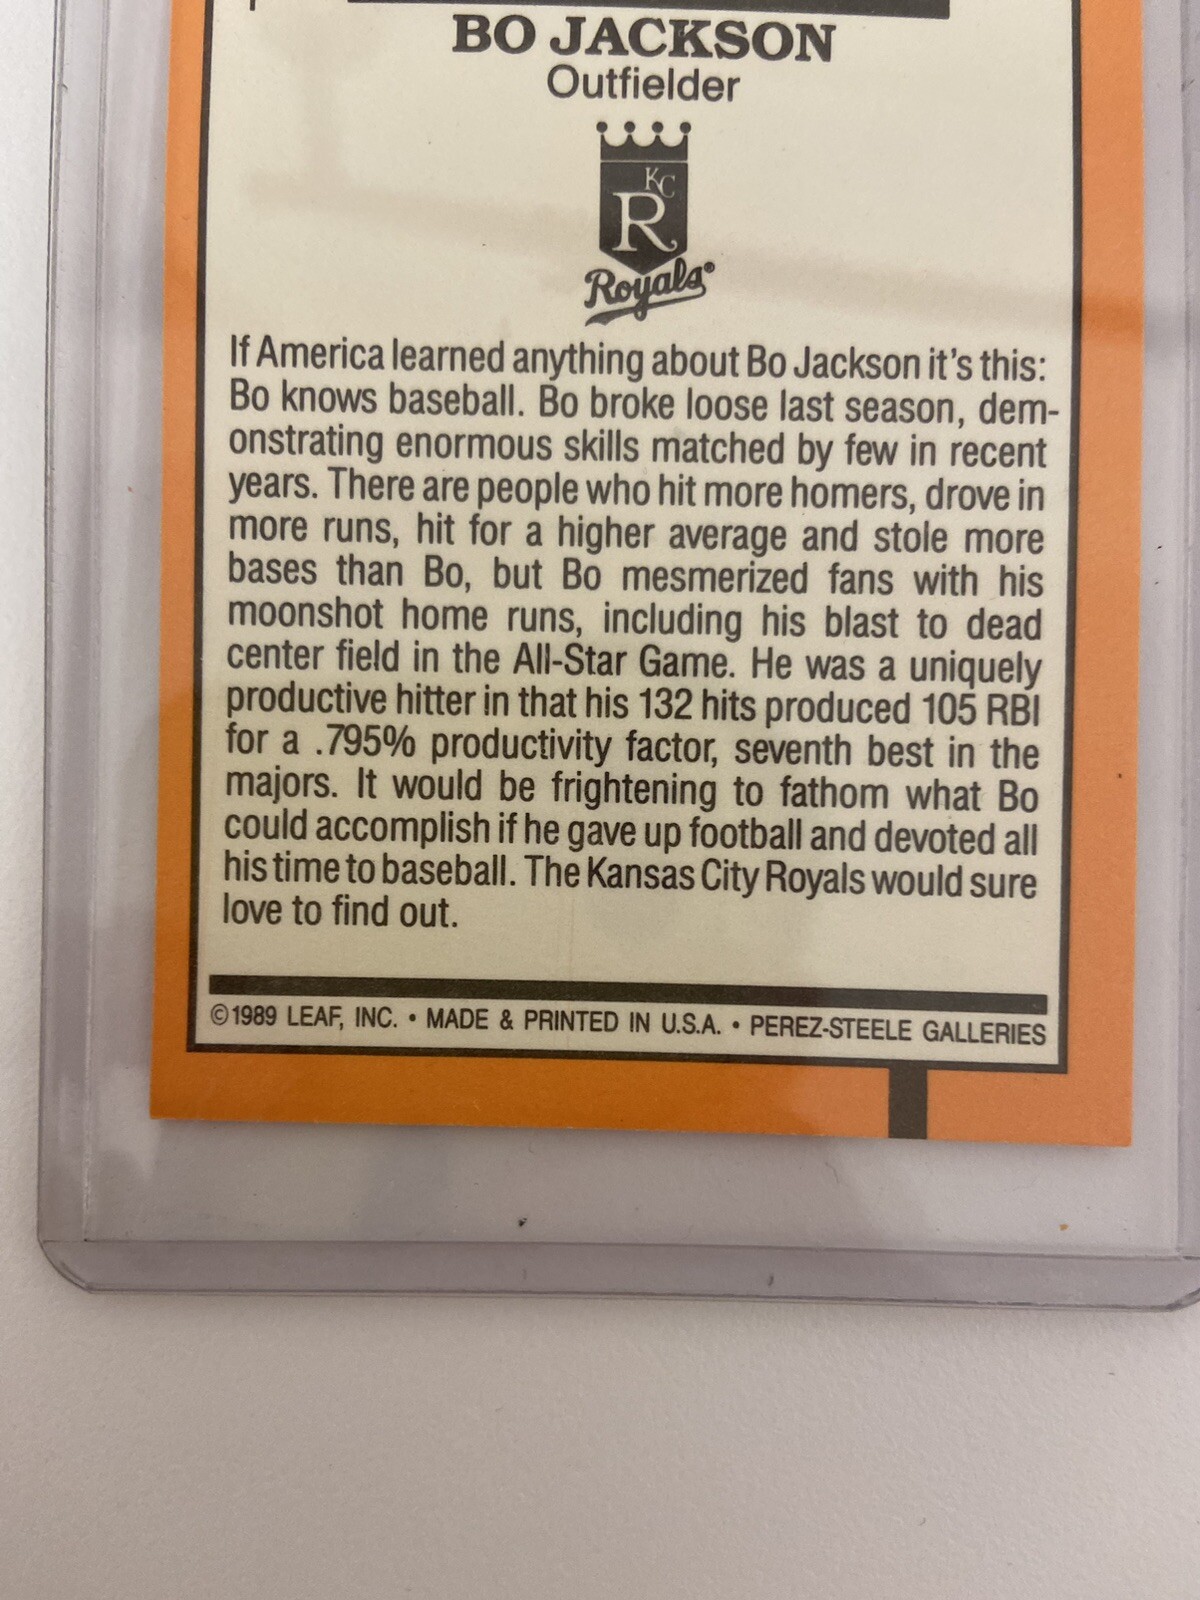 BO JACKSON
Outfielder
KC
R
Royals®
If America learned anything about Bo Jackson it's this:
Bo knows baseball. Bo broke loose last season, dem-
onstrating enormous skills matched by few in recent
years. There are people who hit more homers, drove in
more runs, hit for a higher average and stole more
bases than Bo, but Bo mesmerized fans with his
moonshot home runs, including his blast to dead
center field in the All-Star Game. He was a uniquely
productive hitter in that his 132 hits produced 105 RBI
for a .795% productivity factor, seventh best in the
majors. It would be frightening to fathom what Bo
could accomplish if he gave up football and devoted all
his time to baseball. The Kansas City Royals would sure
love to find out.
©1989 LEAF, INC. • MADE & PRINTED IN U.S.A. • PEREZ-STEELE GALLERIES